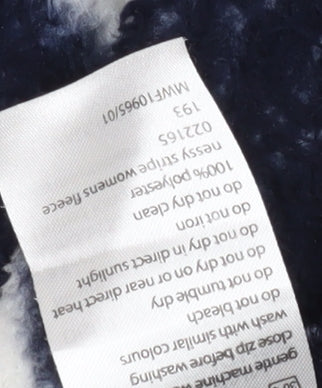 gentle machine
close zip before washing
wash with similar colours
do not bleach
do not tumble dry
do not dry on or near direct heat
do not dry in direct sunlight
do not iron
do not dry clean
100% polyester
nessy stripe womens fleece
022165
193
MWF10965/01